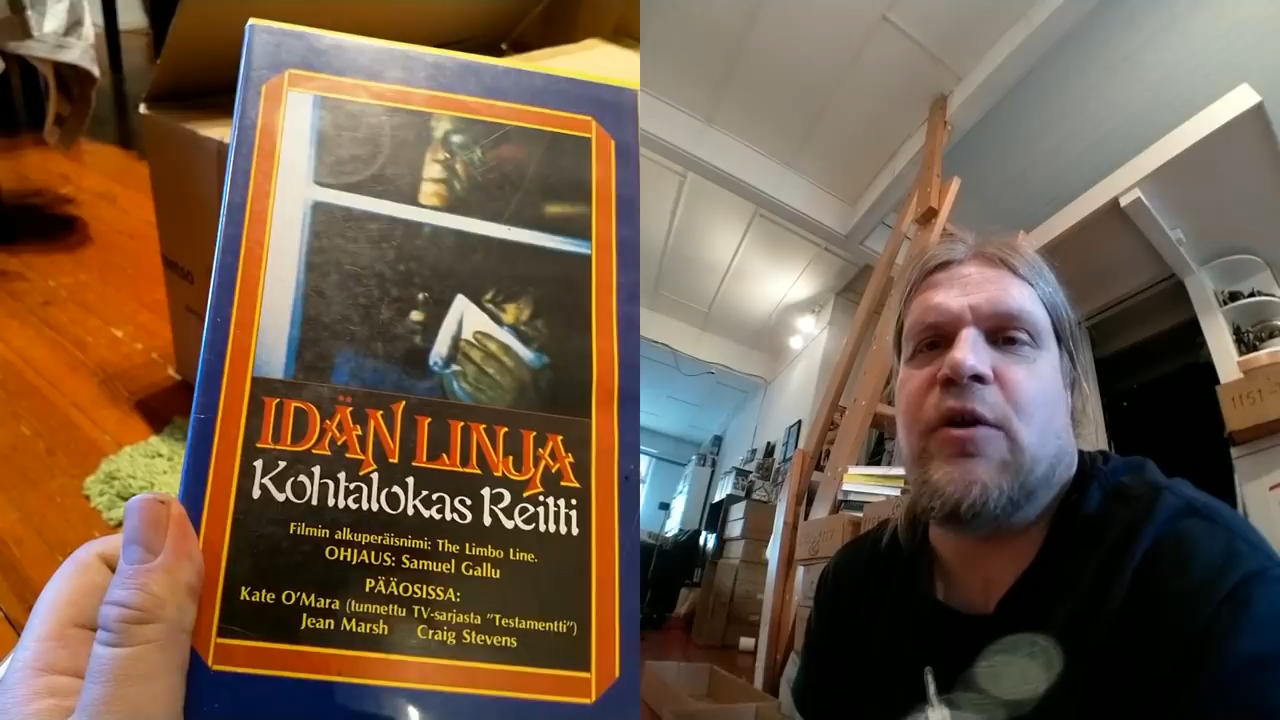 IDÄN LINJA
Kohtalokas Reitti
Filmin alkuperäisnimi: The Limbo Line.
OHJAUS: Samuel Gallu
PÄÄOSISSA:
Kate O'Mara (tunnettu TV-sarjasta "Testamentti")
Jean Marsh Craig Stevens